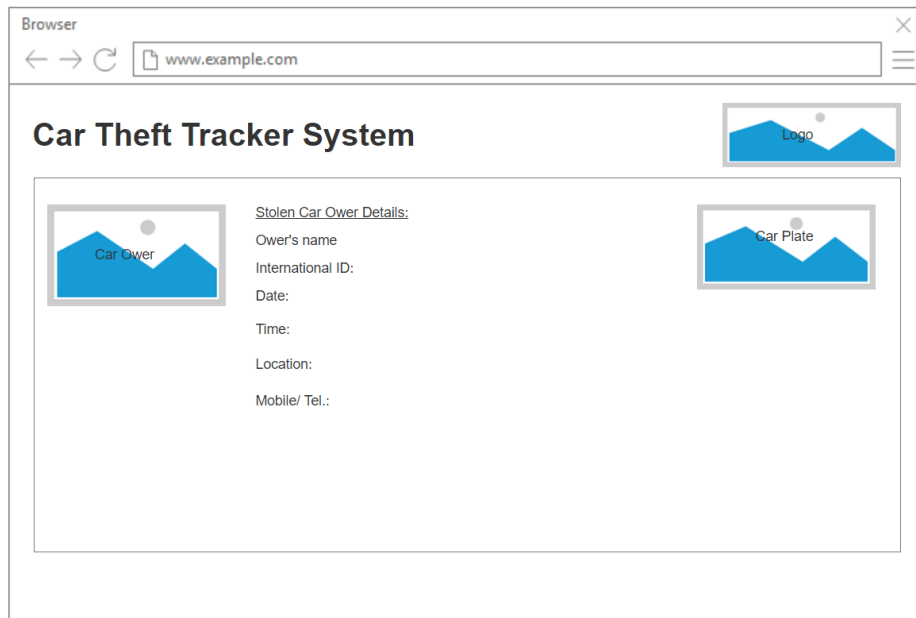 Browser
www.example.com
Car Theft Tracker System
Logo
Car Ower
Stolen Car Ower Details:
Ower's name
International ID:
Date:
Time:
Location:
Mobile/ Tel.:
Car Plate